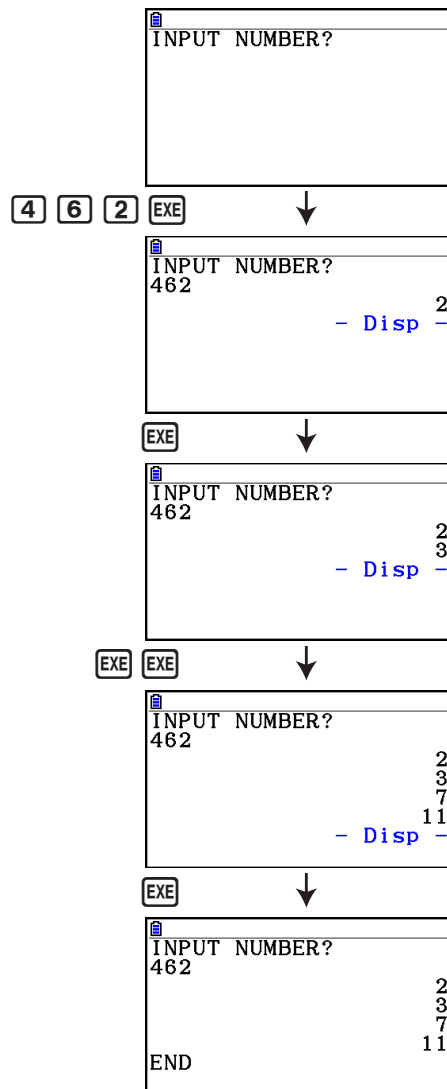 INPUT NUMBER?
4 6 2 EXE
INPUT NUMBER?
462
2
- Disp -
EXE
INPUT NUMBER?
462
2
3
- Disp -
EXE EXE
INPUT NUMBER?
462
2
3
7
11
- Disp -
EXE
INPUT NUMBER?
462
2
3
7
11
END